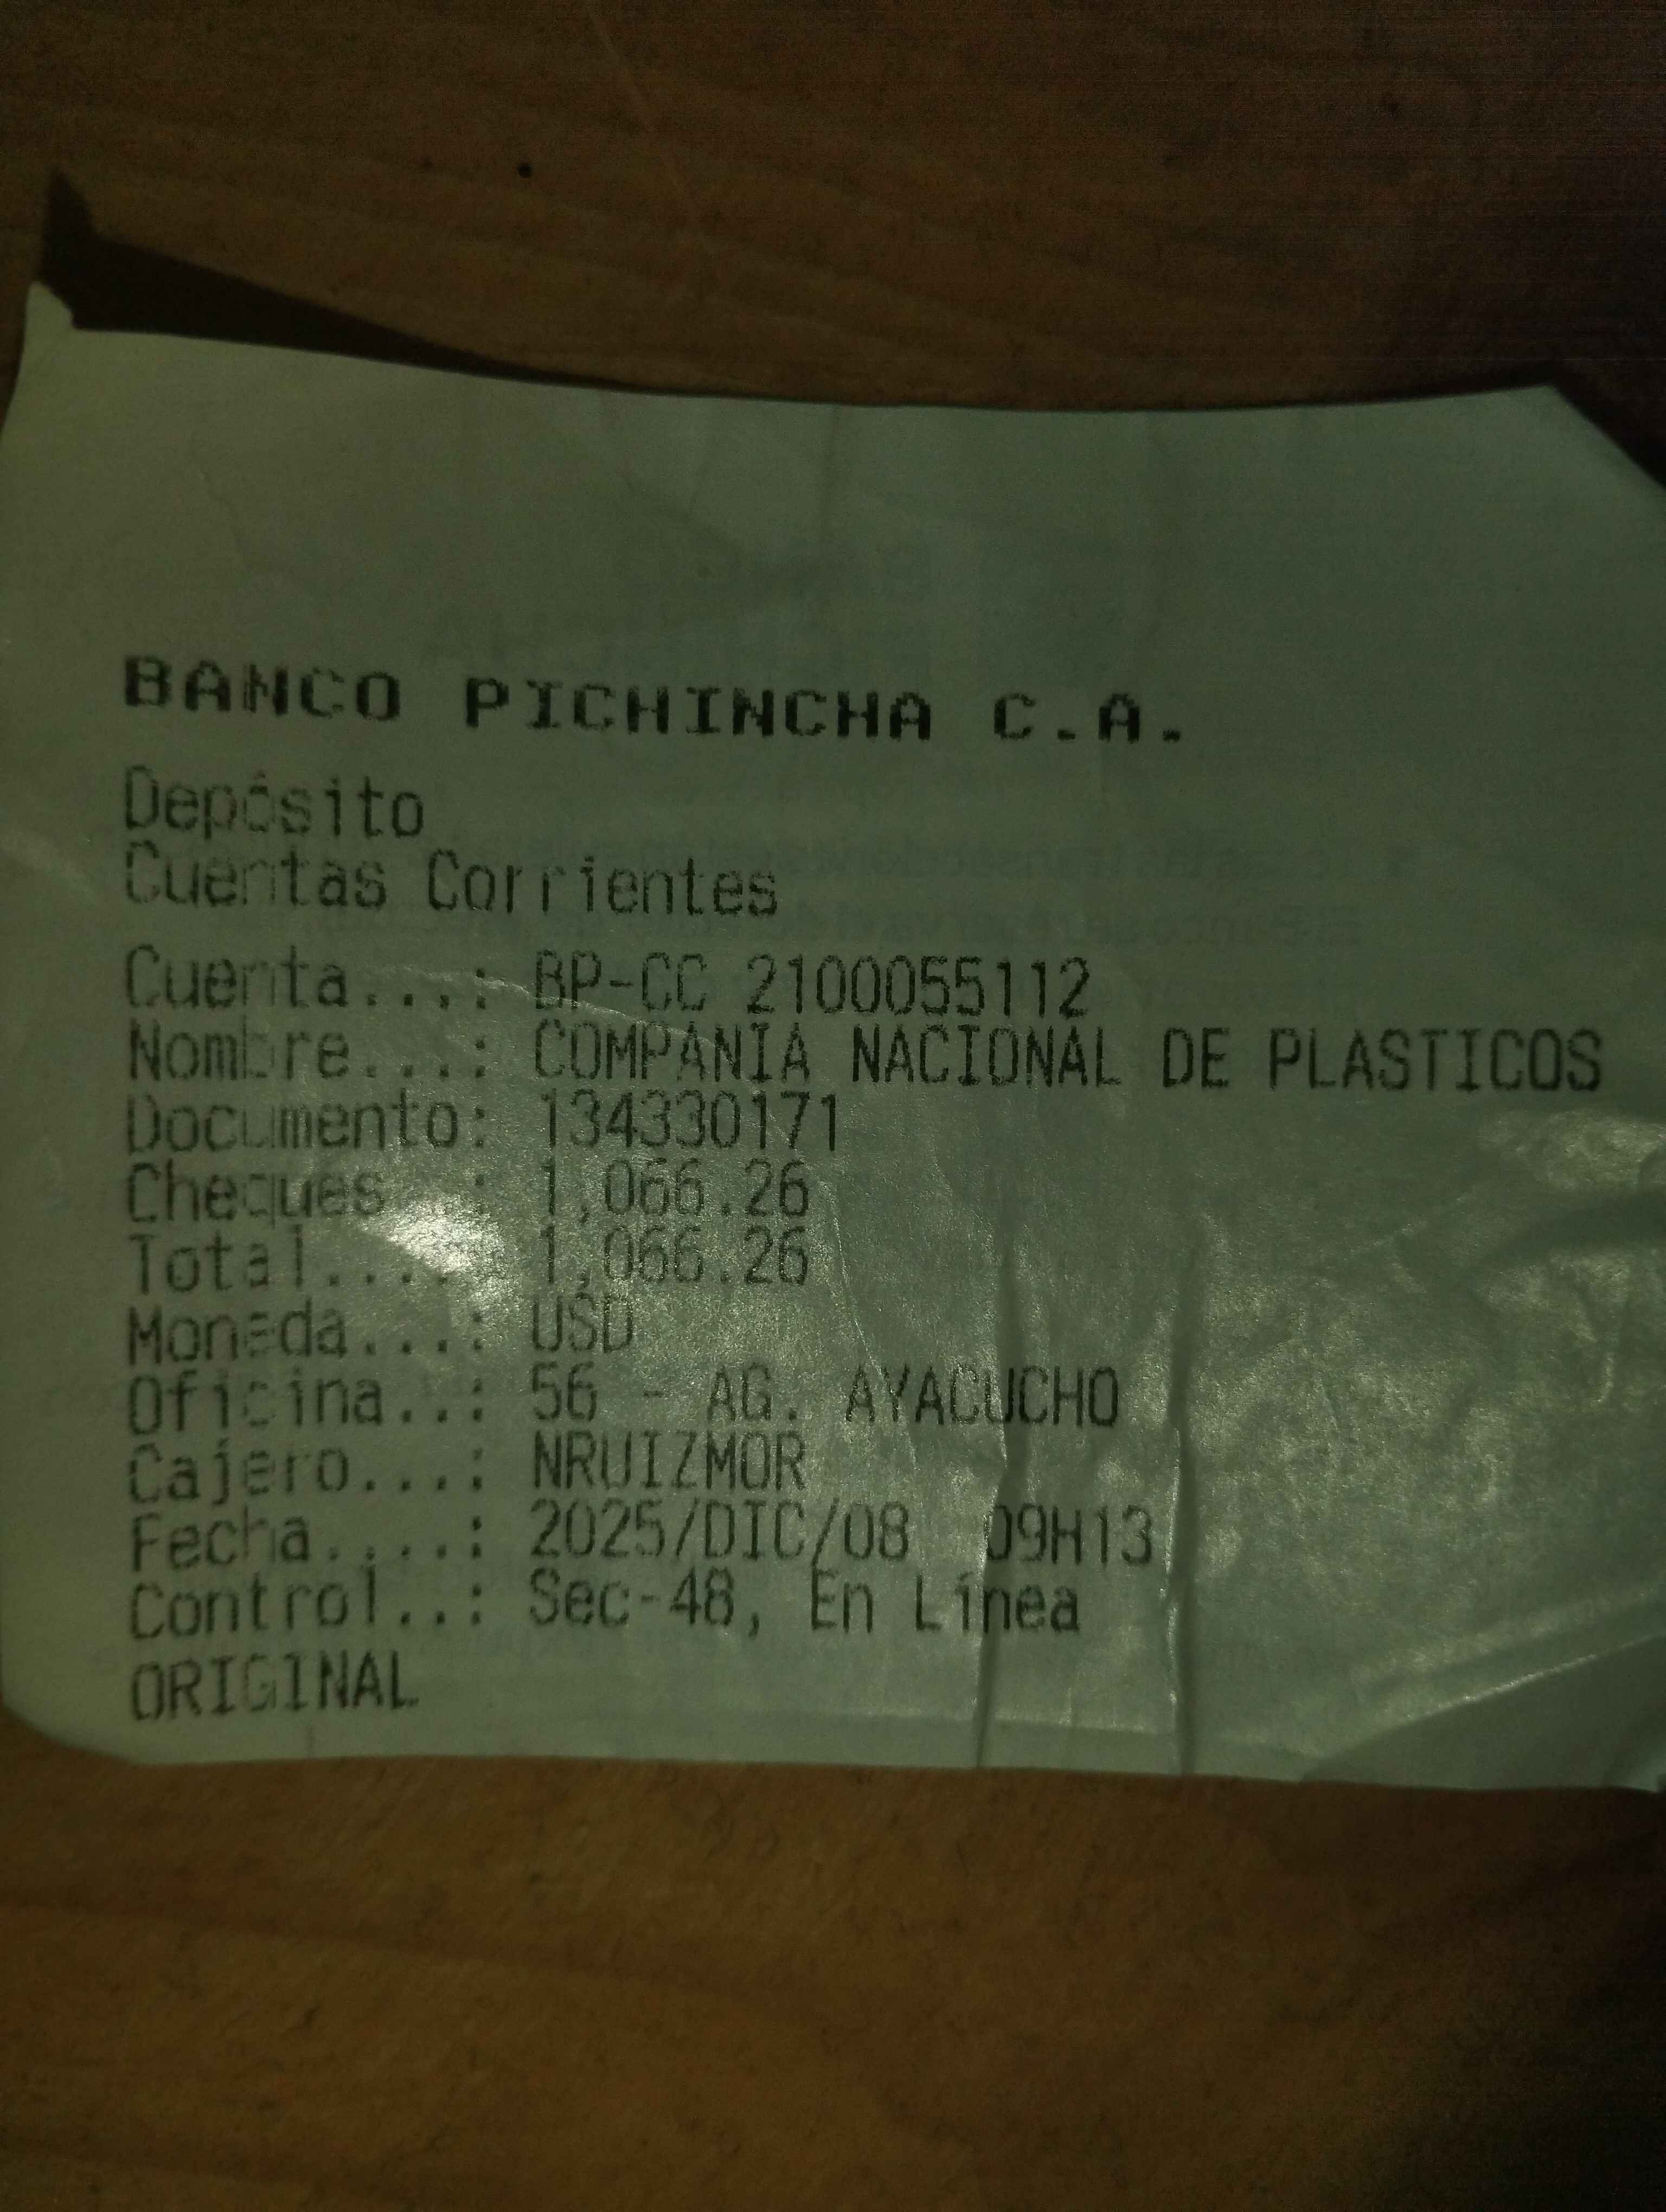 BANCO PICHINCHA C.A.
Depósito
Cuentas Corrientes
Cuenta...: BP-CC 2100055112
Nombre...: COMPANIA NACIONAL DE PLASTICOS
Documento: 134330171
Cheques..: 1,066.26
Total....: 1,066.26
Moneda...: USD
Oficina..: 56 - AG. AYACUCHO
Cajero...: NRUIZMOR
Fecha....: 2025/DIC/08 09H13
Control..: Sec-48, En Línea
ORIGINAL